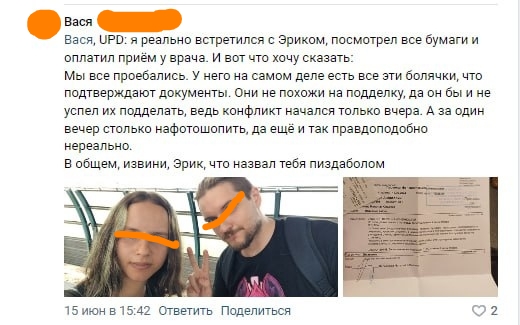 Вася
Вася, UPD: я реально встретился с Эриком, посмотрел все бумаги и
оплатил приём у врача. И вот что хочу сказать:
Мы все проебались. У него на самом деле есть все эти болячки, что
подтверждают документы. Они не похожи на подделку, да он бы и не
успел их подделать, ведь конфликт начался только вчера. А за один
вечер столько нафотошопить, да ещё и так правдоподобно
нереально.
В общем, извини, Эрик, что назвал тебя пиздаболом
15 июн в 15:42 Ответить Поделиться
2